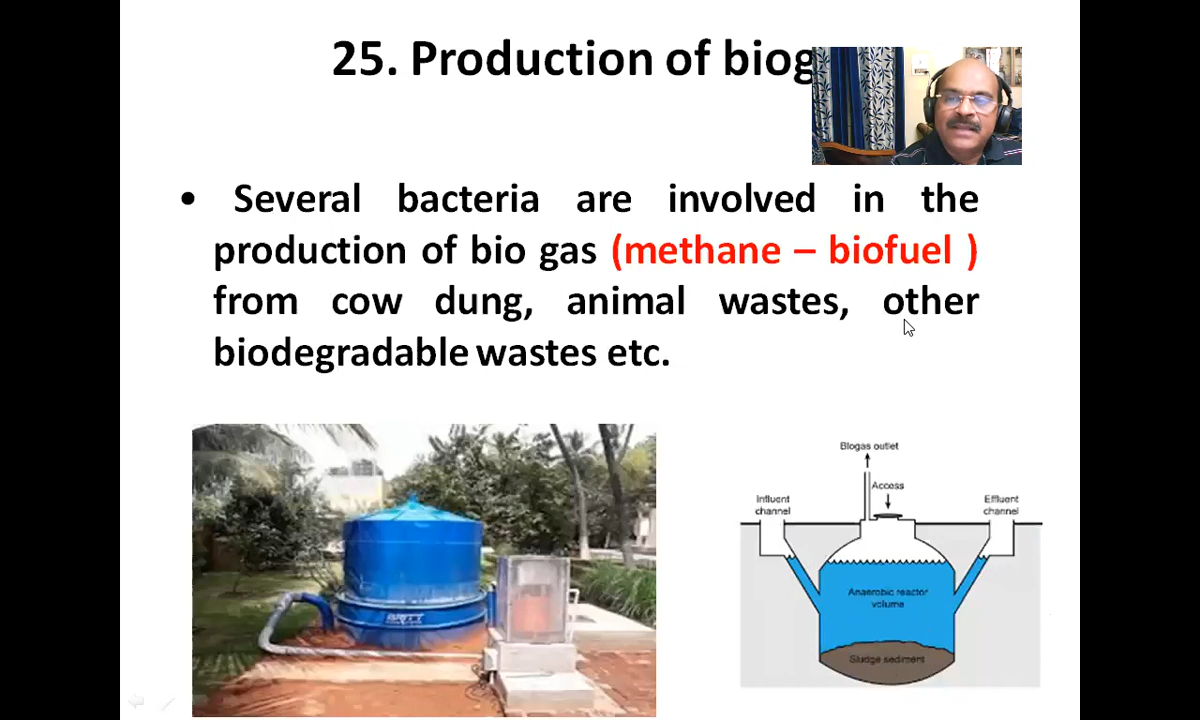 25. Production of biog
• Several bacteria are involved in the
production of bio gas (methane – biofuel )
from cow dung, animal wastes, other
biodegradable wastes etc.
Biogas outlet
Access
Influent
channel
Effluent
channel
Anaerobic reactor
volume
Sludge sediment